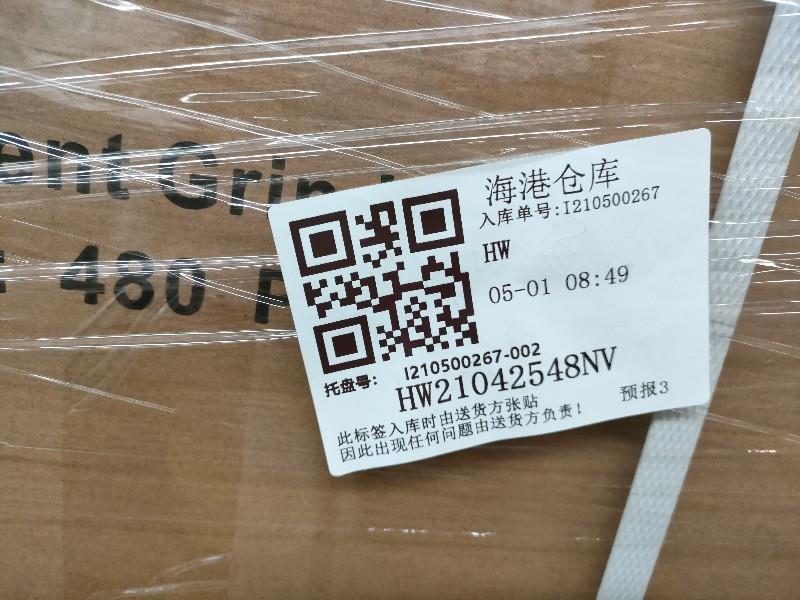 ent Grin
480
海港仓库
入库单号:I210500267
HW
05-01 08:49
托盘号: I210500267-002
HW21042548NV
预报3
此标签入库时由送货方张贴
因此出现任何问题由送货方负责!